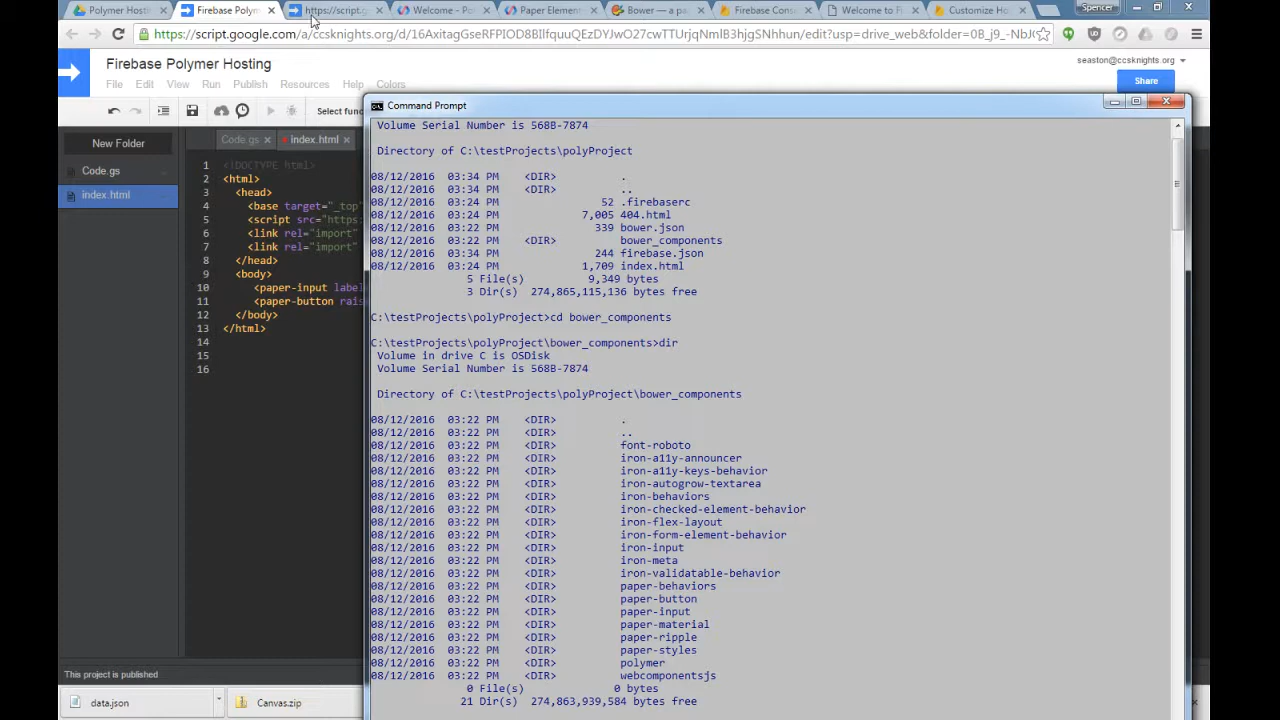 Polymer Hosti
Firebase Polym
https://script.g
Welcome - Po
Paper Elemen
Bower — a pa
Firebase Cons
Welcome to Fi
Customize Ho
Spencer
https://script.google.com/a/ccsknights.org/d/16AxitagGseRFPIOD8BIlfYaqpouuQEzDYJwO27cwTTUrjqNmlB3hjgSNhhun/edit?usp=drive_web&folder=0B_j9_-NbJ
Firebase Polymer Hosting
seaston@ccsknights.org
File Edit View Run Publish Resources Help Colors
Share
Select func
New Folder
Code.gs
index.html
Code.gs
index.html
1 <!DOCTYPE html>
2 <html>
3 <head>
4 <base target="_top"
5 <script src="https:
6 <link rel="import"
7 <link rel="import"
8 </head>
9 <body>
10 <paper-input label
11 <paper-button rais
12 </body>
13 </html>
14
15
16
Command Prompt
Volume Serial Number is 568B-7874
Directory of C:\testProjects\polyProject
08/12/2016 03:34 PM <DIR> .
08/12/2016 03:34 PM <DIR> ..
08/12/2016 03:24 PM 52 .firebaserc
08/12/2016 03:24 PM 7,005 404.html
08/12/2016 03:22 PM 339 bower.json
08/12/2016 03:22 PM <DIR> bower_components
08/12/2016 03:34 PM 244 firebase.json
08/12/2016 03:24 PM 1,709 index.html
5 File(s) 9,349 bytes
3 Dir(s) 274,865,115,136 bytes free
C:\testProjects\polyProject>cd bower_components
C:\testProjects\polyProject\bower_components>dir
Volume in drive C is OSDisk
Volume Serial Number is 568B-7874
Directory of C:\testProjects\polyProject\bower_components
08/12/2016 03:22 PM <DIR> .
08/12/2016 03:22 PM <DIR> ..
08/12/2016 03:22 PM <DIR> font-roboto
08/12/2016 03:22 PM <DIR> iron-a11y-announcer
08/12/2016 03:22 PM <DIR> iron-a11y-keys-behavior
08/12/2016 03:22 PM <DIR> iron-autogrow-textarea
08/12/2016 03:22 PM <DIR> iron-behaviors
08/12/2016 03:22 PM <DIR> iron-checked-element-behavior
08/12/2016 03:22 PM <DIR> iron-flex-layout
08/12/2016 03:22 PM <DIR> iron-form-element-behavior
08/12/2016 03:22 PM <DIR> iron-input
08/12/2016 03:22 PM <DIR> iron-meta
08/12/2016 03:22 PM <DIR> iron-validatable-behavior
08/12/2016 03:22 PM <DIR> paper-behaviors
08/12/2016 03:22 PM <DIR> paper-button
08/12/2016 03:22 PM <DIR> paper-input
08/12/2016 03:22 PM <DIR> paper-material
08/12/2016 03:22 PM <DIR> paper-ripple
08/12/2016 03:22 PM <DIR> paper-styles
08/12/2016 03:22 PM <DIR> polymer
08/12/2016 03:22 PM <DIR> webcomponentsjs
0 File(s) 0 bytes
21 Dir(s) 274,863,939,584 bytes free
This project is published
data.json
Canvas.zip